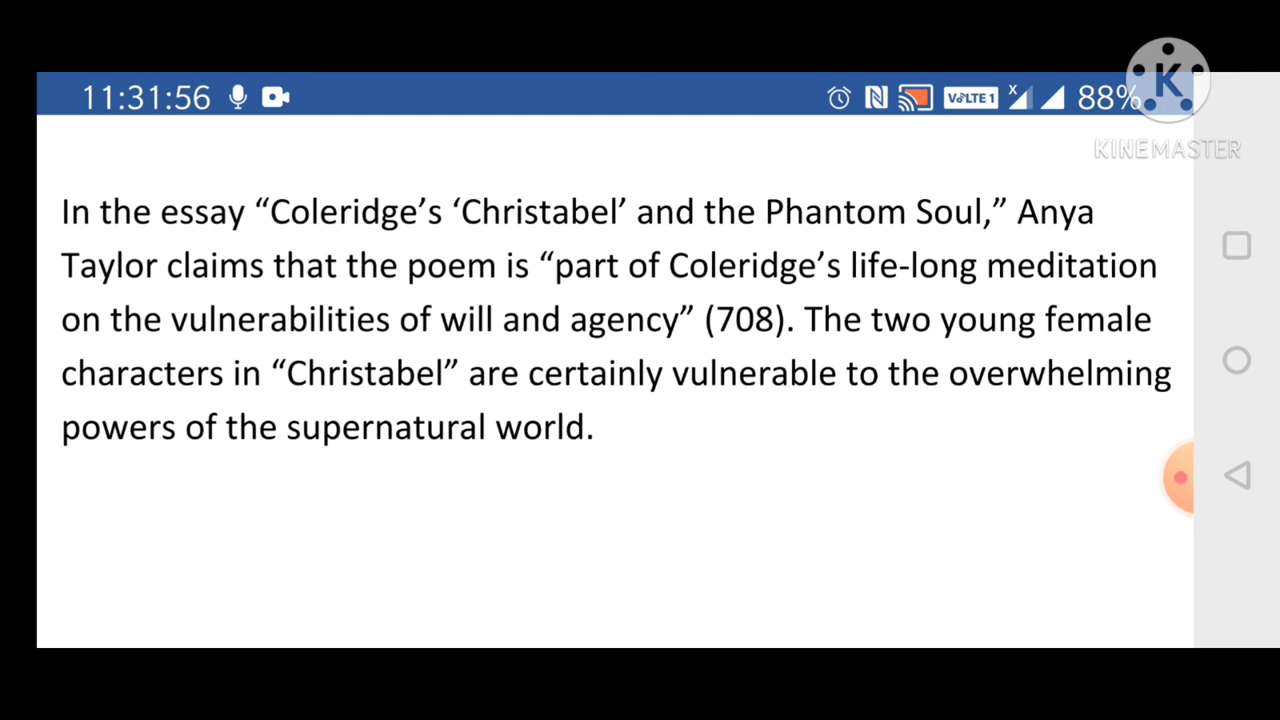 11:31:56 VoLTE 1 X 88%
K
KINEMASTER
In the essay “Coleridge’s ‘Christabel’ and the Phantom Soul,” Anya
Taylor claims that the poem is “part of Coleridge’s life-long meditation
on the vulnerabilities of will and agency” (708). The two young female
characters in “Christabel” are certainly vulnerable to the overwhelming
powers of the supernatural world.